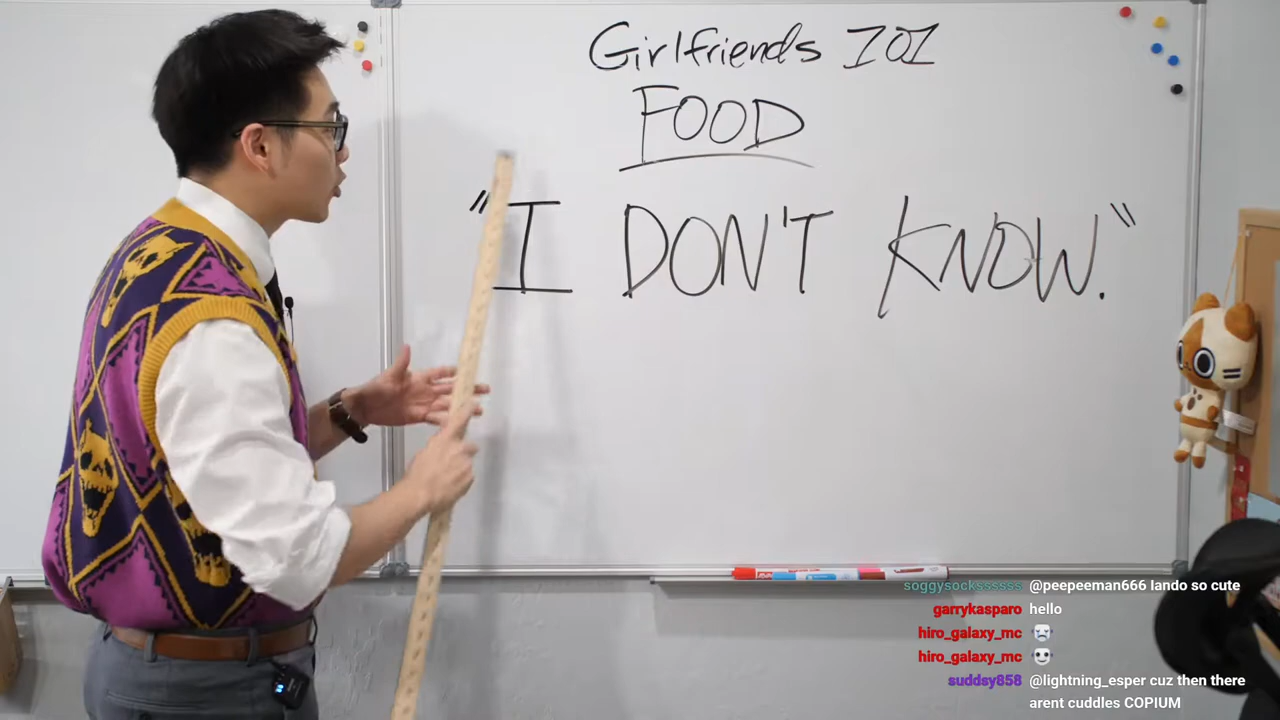 Girlfriends 101
FOOD
"I DON'T KNOW."
soggysockssssss @peepeeman666 lando so cute
garrykasparo hello
hiro_galaxy_mc
hiro_galaxy_mc
suddsy858 @lightning_esper cuz then there
arent cuddles COPIUM